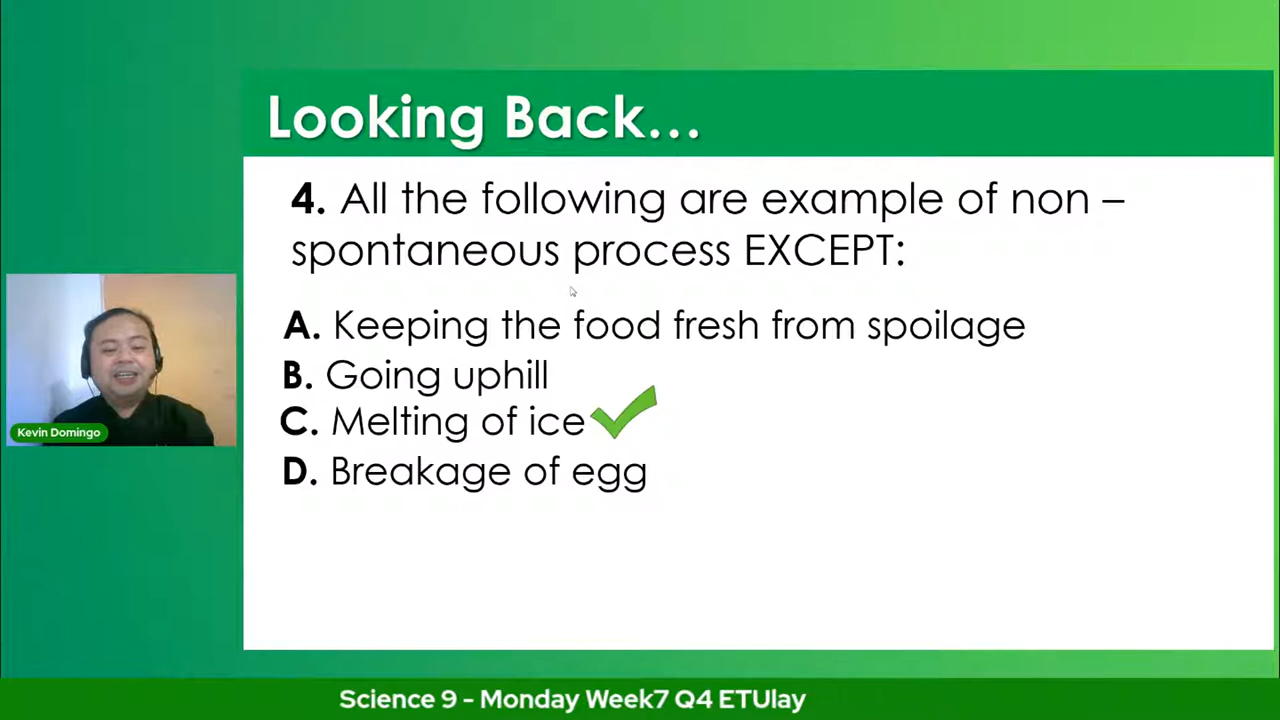 Looking Back...
4. All the following are example of non –
spontaneous process EXCEPT:
A. Keeping the food fresh from spoilage
B. Going uphill
C. Melting of ice
D. Breakage of egg
Kevin Domingo
Science 9 - Monday Week7 Q4 ETUlay